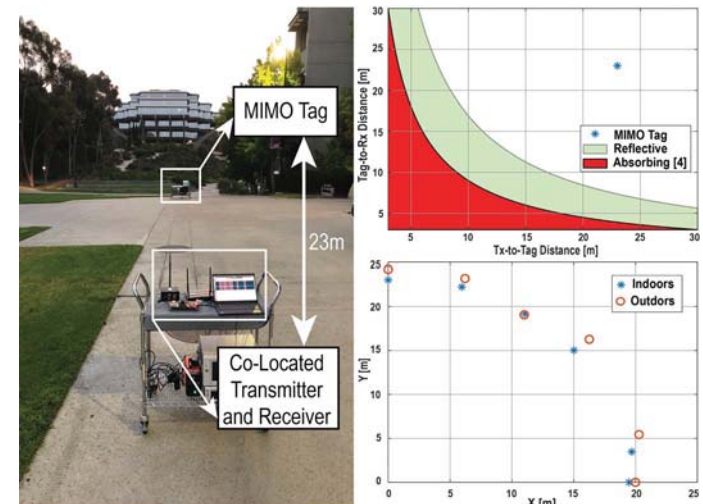 MIMO Tag
23m
Co-Located
Transmitter
and Receiver
30
25
20
15
10
5
Tag-to-Rx Distance [m]
MIMO Tag
Reflective
Absorbing [4]
5 10 15 20 25 30
Tx-to-Tag Distance [m]
25
20
15
10
5
0
Y [m]
Indoors
Outdors
0 5 10 15 20 25
X [m]